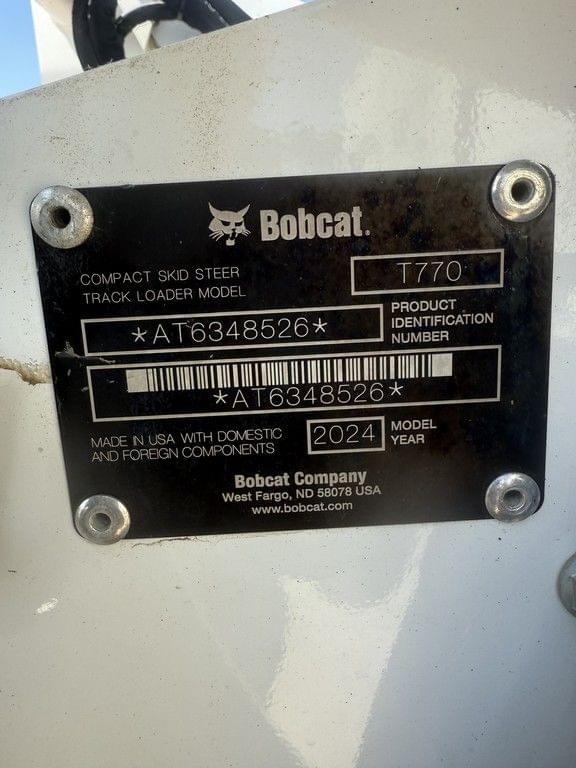 Bobcat.
COMPACT SKID STEER
TRACK LOADER MODEL
T770
*AT6348526*
PRODUCT
IDENTIFICATION
NUMBER
*AT6348526*
MADE IN USA WITH DOMESTIC
AND FOREIGN COMPONENTS
2024
MODEL
YEAR
Bobcat Company
West Fargo, ND 58078 USA
www.bobcat.com